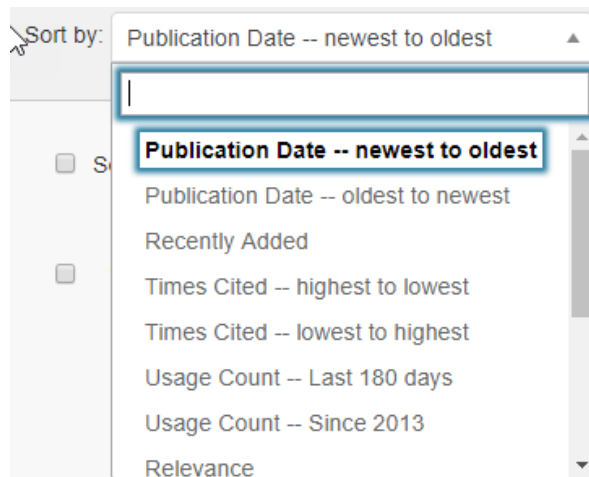 Sort by: Publication Date -- newest to oldest
Publication Date -- newest to oldest
Publication Date -- oldest to newest
Recently Added
Times Cited -- highest to lowest
Times Cited -- lowest to highest
Usage Count -- Last 180 days
Usage Count -- Since 2013
Relevance